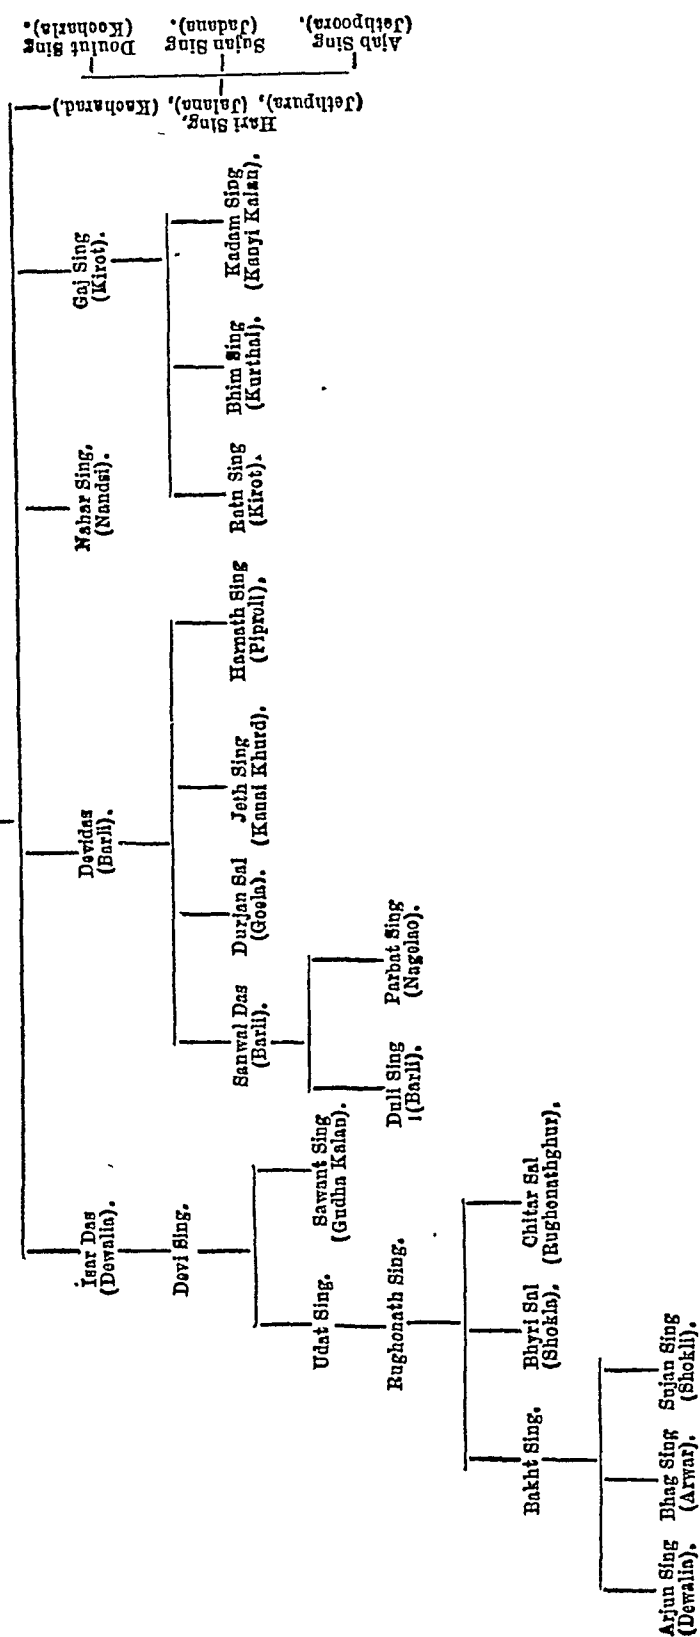 Isar Das
(Dewalia).
Devidas
(Barli).
Nahar Sing,
(Nandsi).
Gaj Sing
(Kirot).
Hari Sing,
(Jethpura), (Jalana), (Kacharad.)
Devi Sing.
Sanwal Das
(Barli).
Durjan Sal
(Goela).
Jeth Sing
(Kanai Khurd).
Harnath Sing
(Piproli),
Ratn Sing
(Kirot).
Bhim Sing
(Kurthal).
Kadam Sing
(Kanyi Kalan).
Ajab Sing
(Jethpoora),
Sujan Sing
(Jadana).
Doulut Sing
(Kocharia).
Udat Sing.
Sawant Sing
(Gudha Kalan).
Duli Sing
(Barli).
Parbat Sing
(Nagelao).
Rughonath Sing.
Bakht Sing.
Bhyri Sal
(Shokla),
Chitar Sal
(Rughonathghur),
Arjun Sing
(Dewalia).
Bhag Sing
(Arwar).
Sujan Sing
(Shokli).